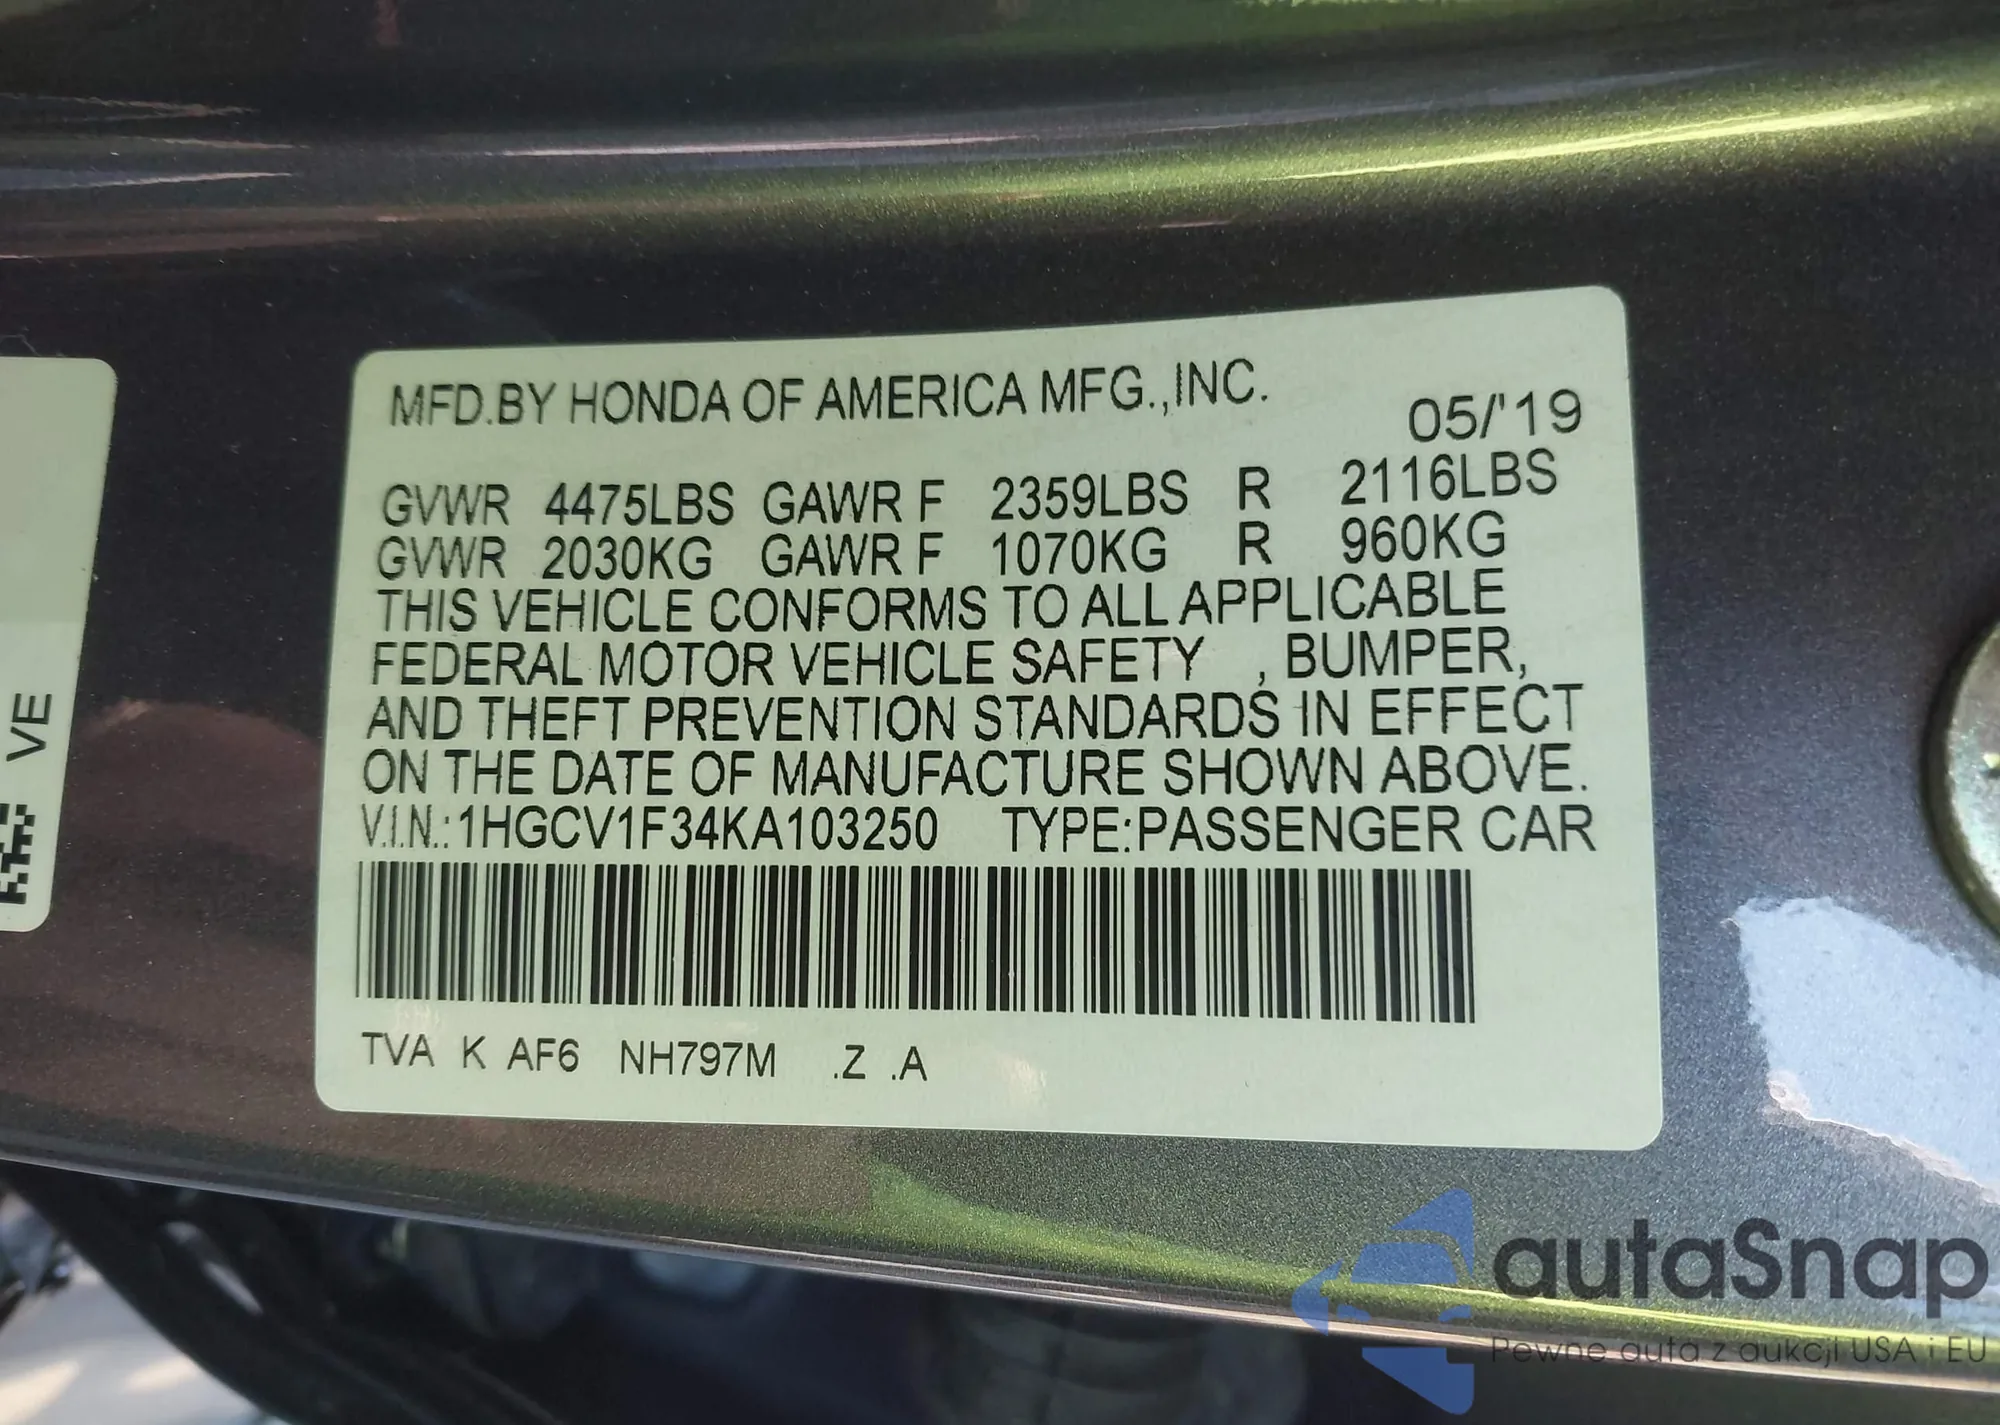 MFD.BY HONDA OF AMERICA MFG.,INC.
05/'19
GVWR 4475LBS GAWR F 2359LBS R 2116LBS
GVWR 2030KG GAWR F 1070KG R 960KG
THIS VEHICLE CONFORMS TO ALL APPLICABLE
FEDERAL MOTOR VEHICLE SAFETY , BUMPER,
AND THEFT PREVENTION STANDARDS IN EFFECT
ON THE DATE OF MANUFACTURE SHOWN ABOVE.
V.I.N.:1HGCV1F34KA103250 TYPE:PASSENGER CAR
TVA K AF6 NH797M .Z .A
VE
autaSnap
Pewne auta z aukcji USA i EU